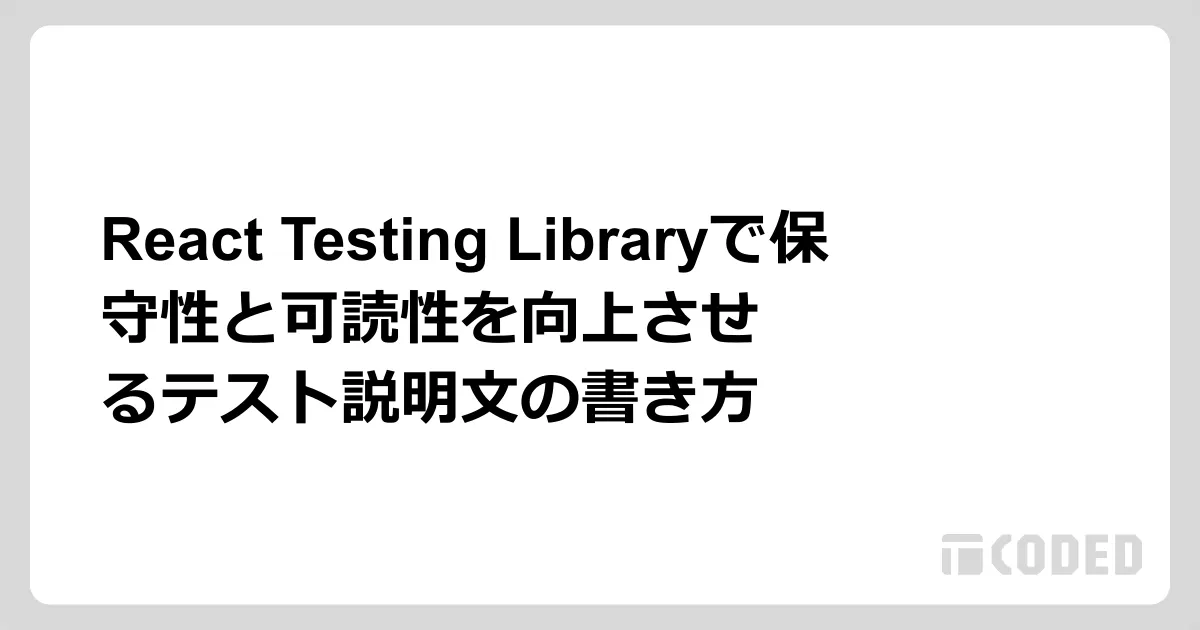 React Testing Libraryで保
守性と可読性を向上させ
るテスト説明文の書き方
CODED